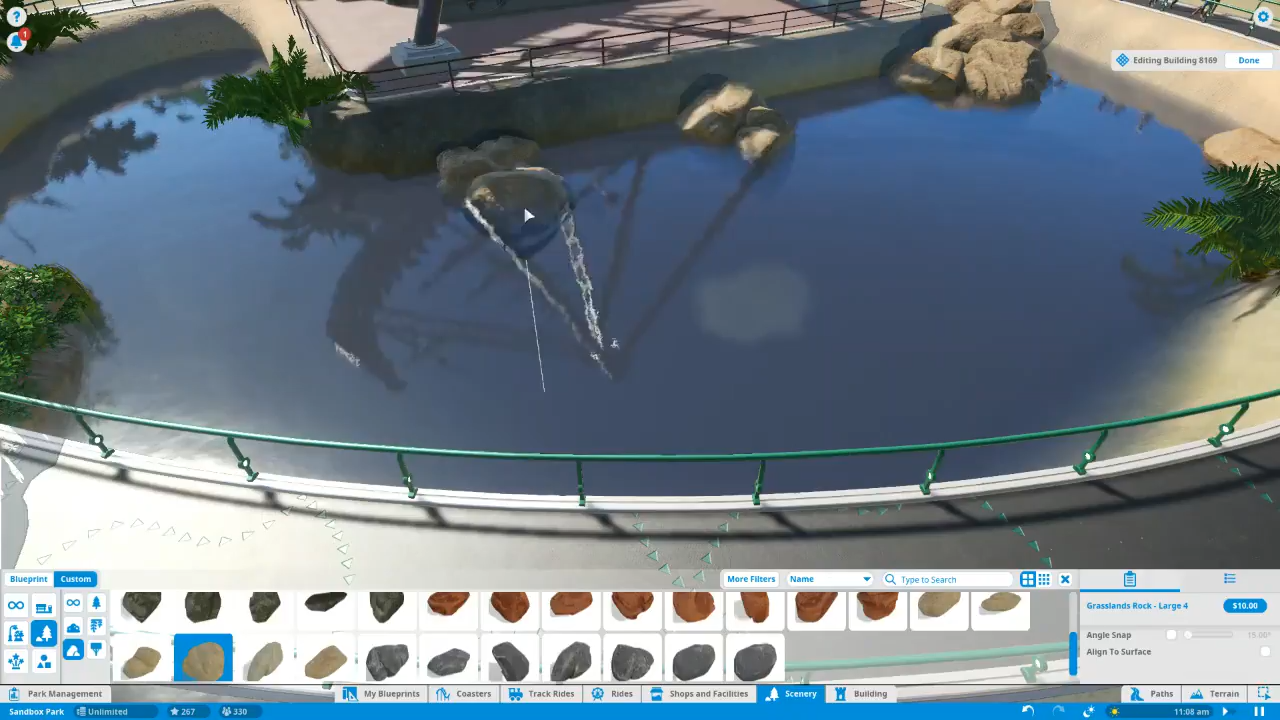 ?
1
Editing Building 8169 Done
Blueprint Custom More Filters Name Type to Search
Grasslands Rock - Large 4 $10.00
Angle Snap 15.00°
Align To Surface
Park Management My Blueprints Coasters Track Rides Rides Shops and Facilities Scenery Building Paths Terrain
Sandbox Park Unlimited 267 330 11:08 am